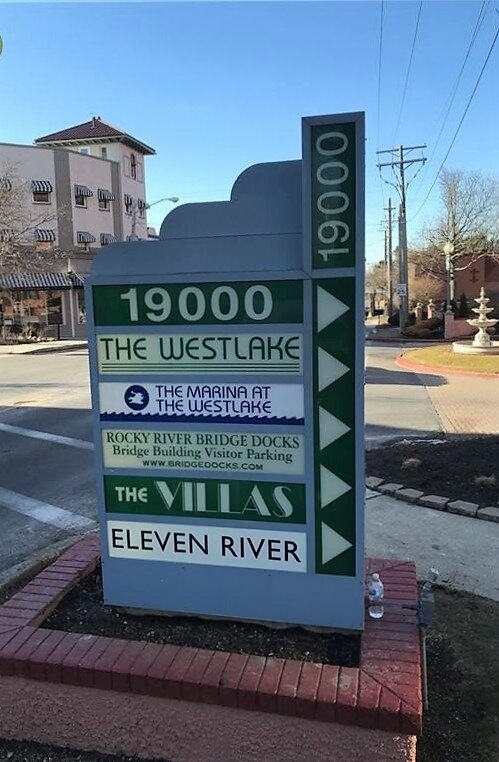 19000
19000
THE WESTLAKE
THE MARINA AT
THE WESTLAKE
ROCKY RIVER BRIDGE DOCKS
Bridge Building Visitor Parking
WWW.BRIDGEDOCKS.COM
THE VILLAS
ELEVEN RIVER